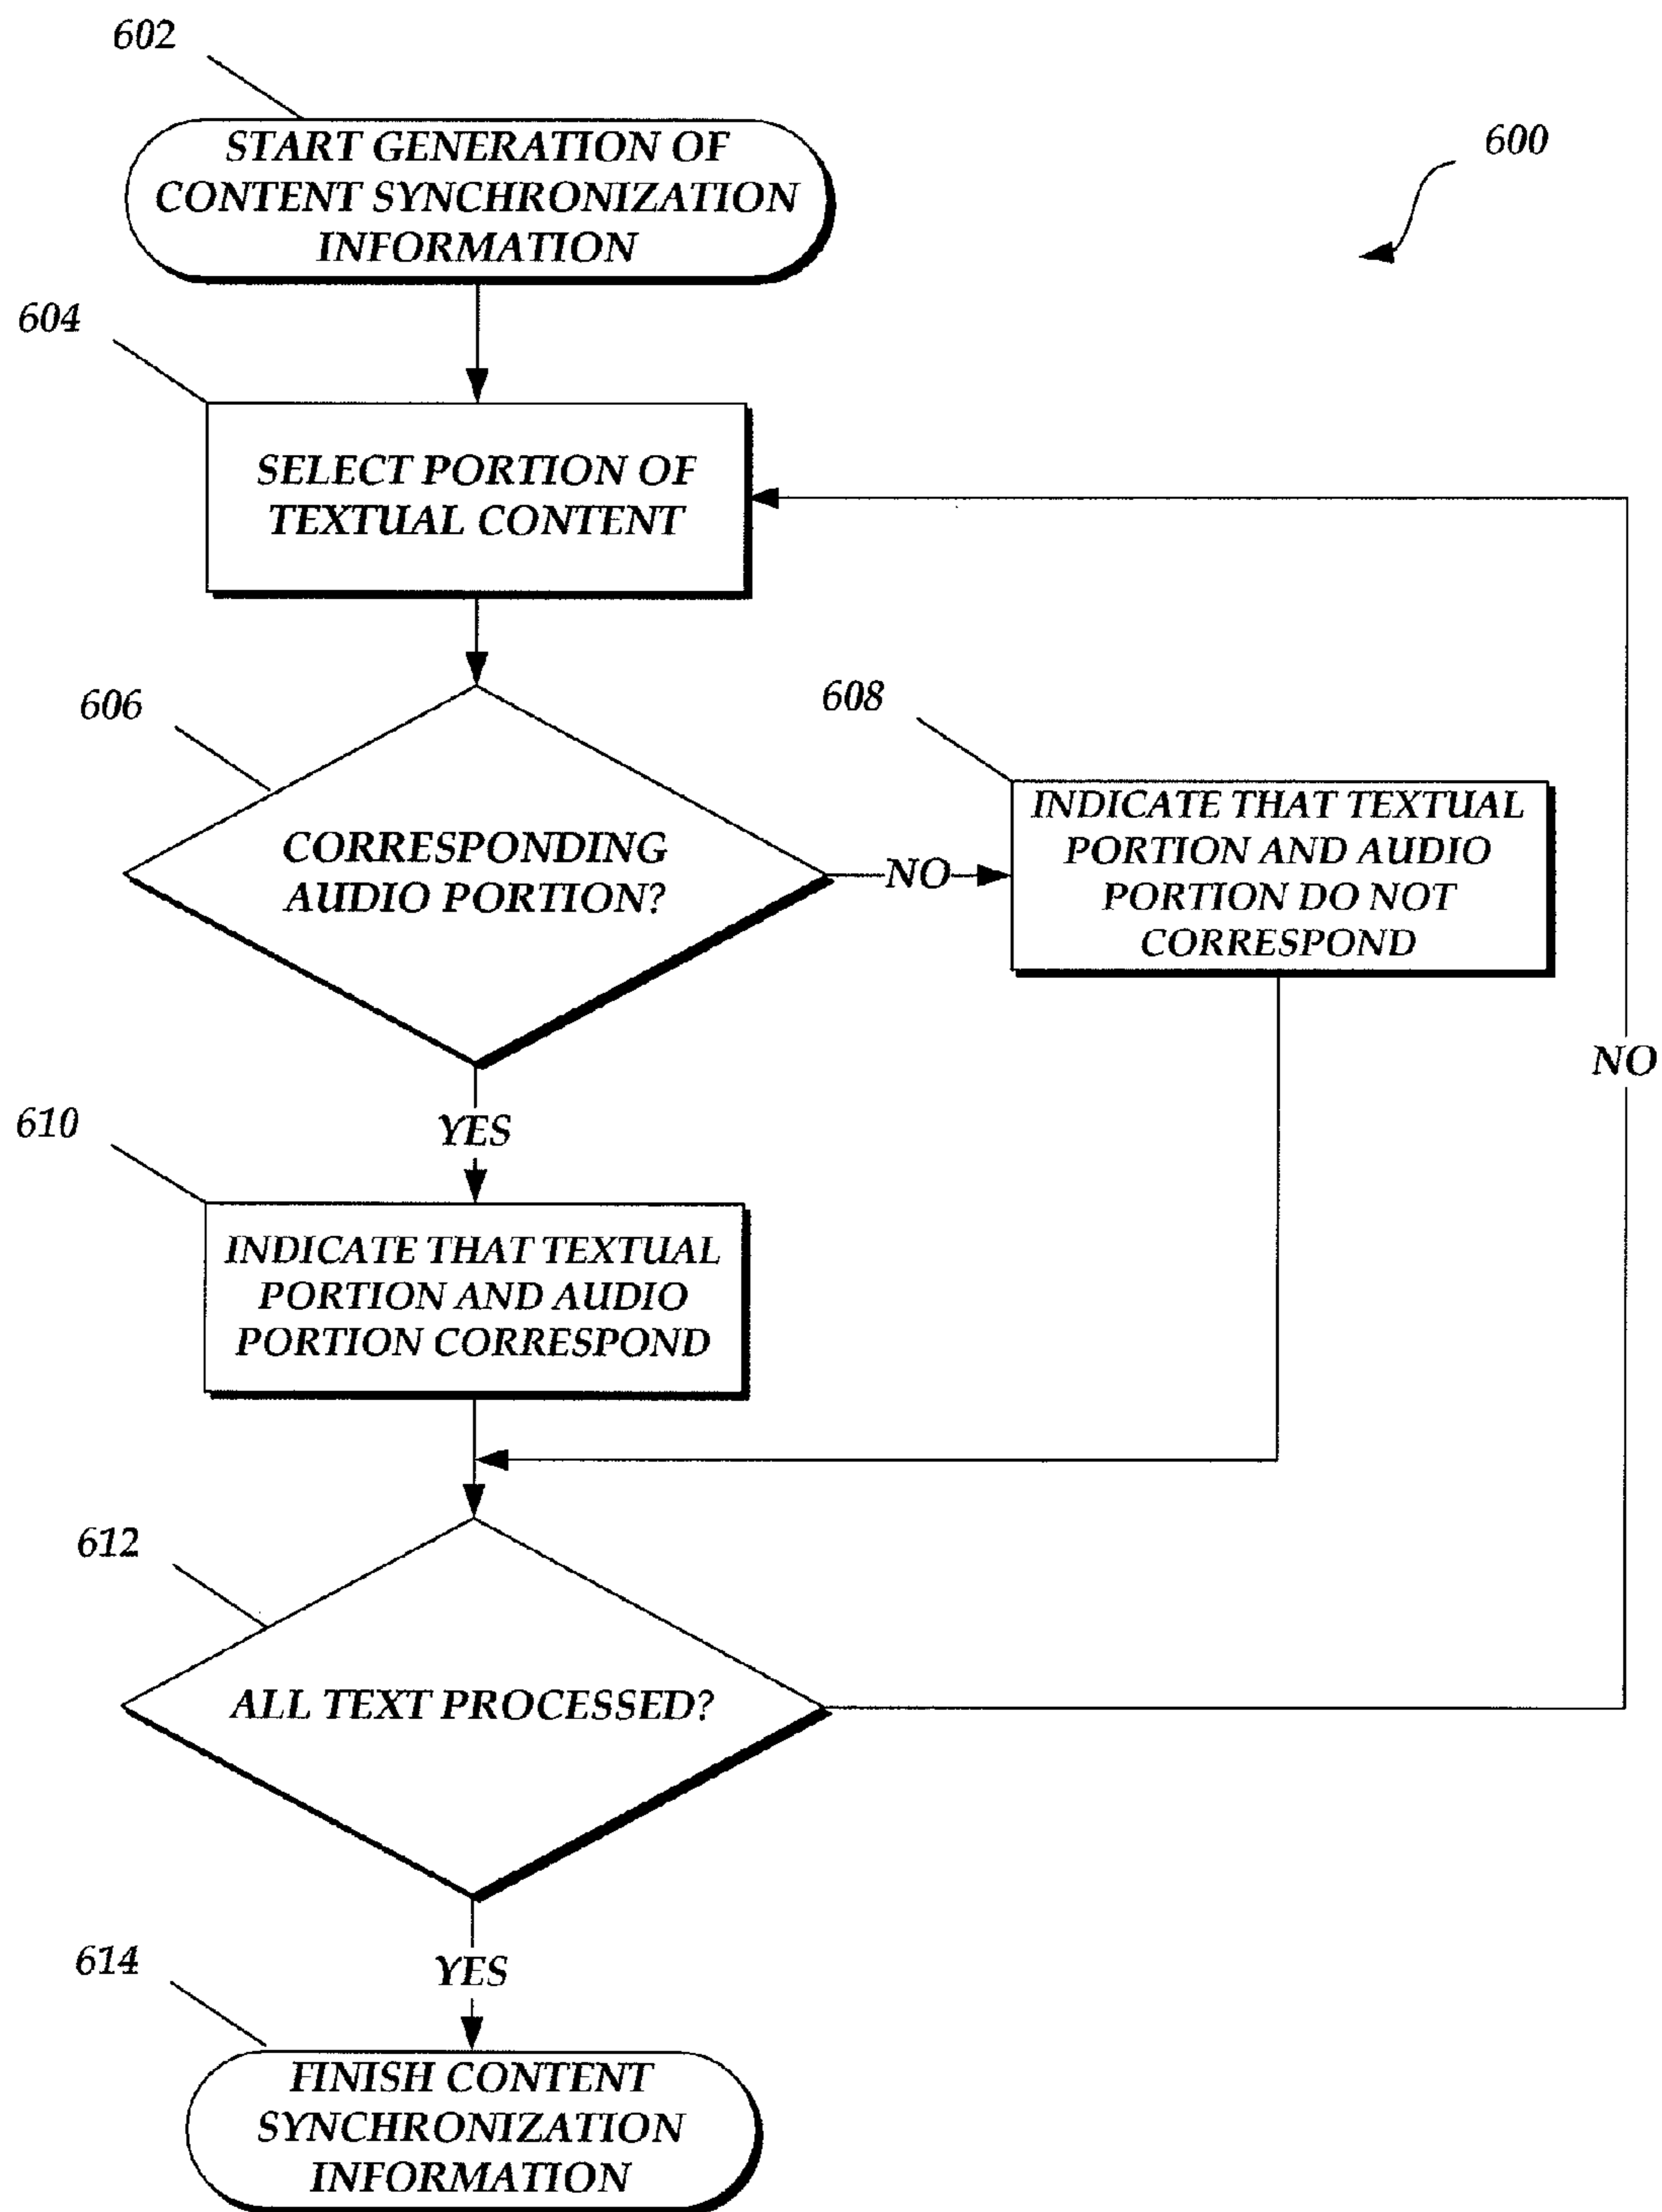 602
START GENERATION OF
CONTENT SYNCHRONIZATION
INFORMATION
600
604
SELECT PORTION OF
TEXTUAL CONTENT
606
CORRESPONDING
AUDIO PORTION?
NO
608
INDICATE THAT TEXTUAL
PORTION AND AUDIO
PORTION DO NOT
CORRESPOND
NO
YES
610
INDICATE THAT TEXTUAL
PORTION AND AUDIO
PORTION CORRESPOND
612
ALL TEXT PROCESSED?
YES
614
FINISH CONTENT
SYNCHRONIZATION
INFORMATION